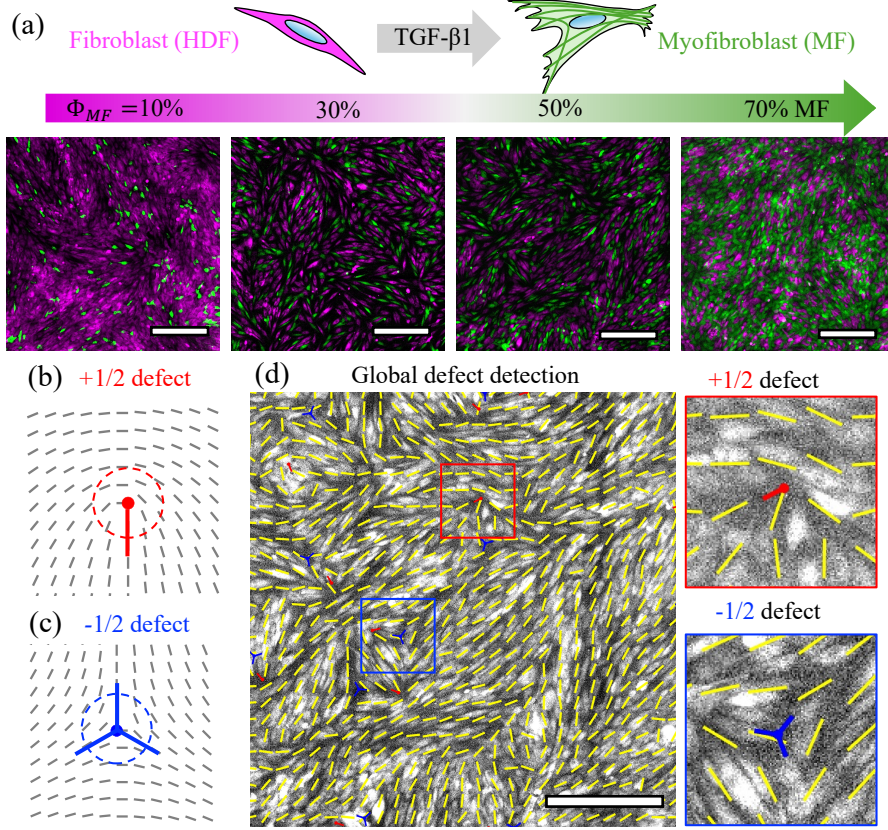 (a)
Fibroblast (HDF)
TGF-β1
Myofibroblast (MF)
Φ_MF =10%
30%
50%
70% MF
(b)
+1/2 defect
(c)
-1/2 defect
(d)
Global defect detection
+1/2 defect
-1/2 defect